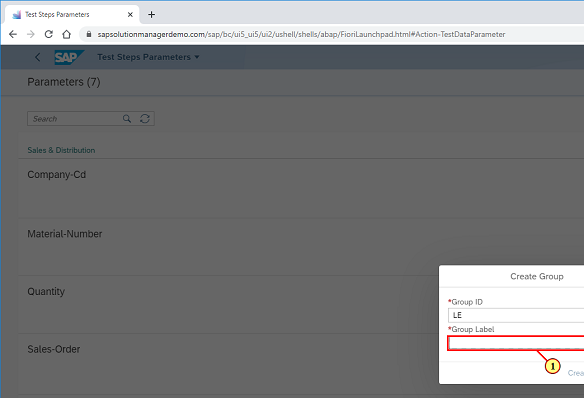 Test Steps Parameters
sapsolutionmanagerdemo.com/sap/bc/ui5_ui5/ui2/ushell/shells/abap/FioriLaunchpad.html#Action-TestDataParameter
SAP
Test Steps Parameters
Parameters (7)
Search
Sales & Distribution
Company-Cd
Material-Number
Quantity
Sales-Order
Create Group
*Group ID
LE
*Group Label
1
Crea